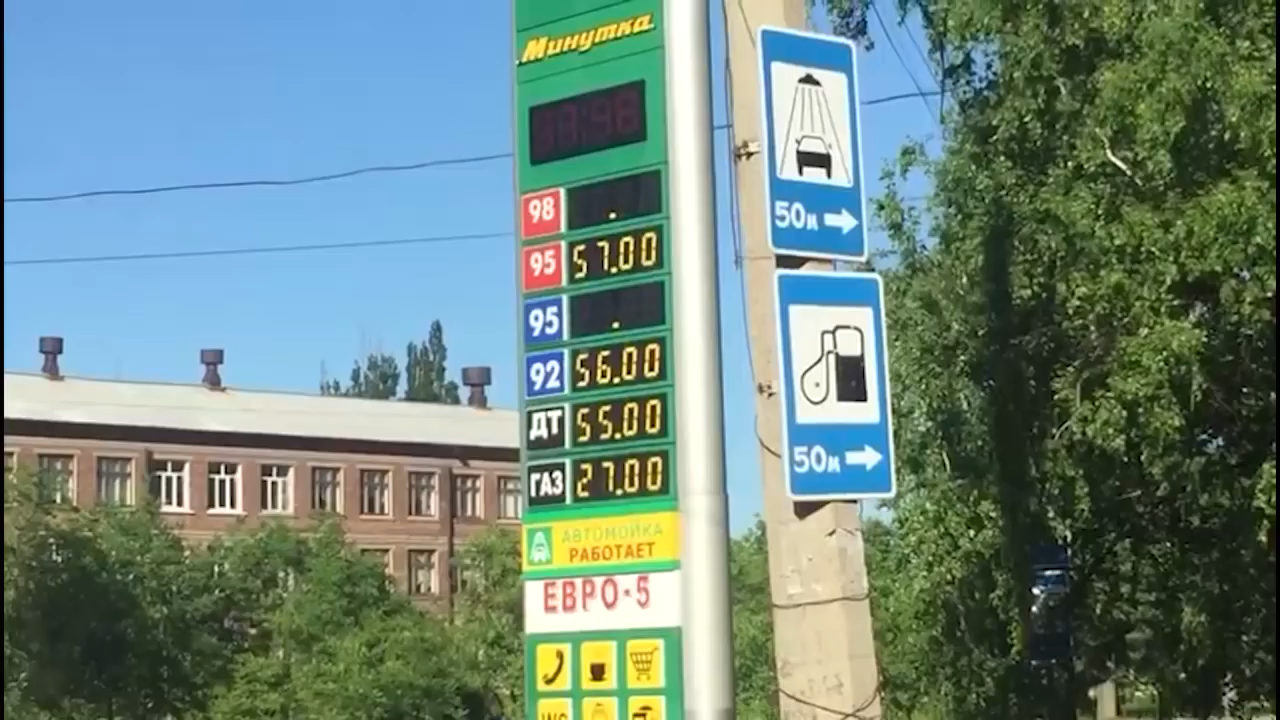 Минутка
98 .
95 57.00
95 .
92 56.00
ДТ 55.00
ГАЗ 27.00
АВТОМОЙКА
РАБОТАЕТ
ЕВРО-5
WC
50м
50м